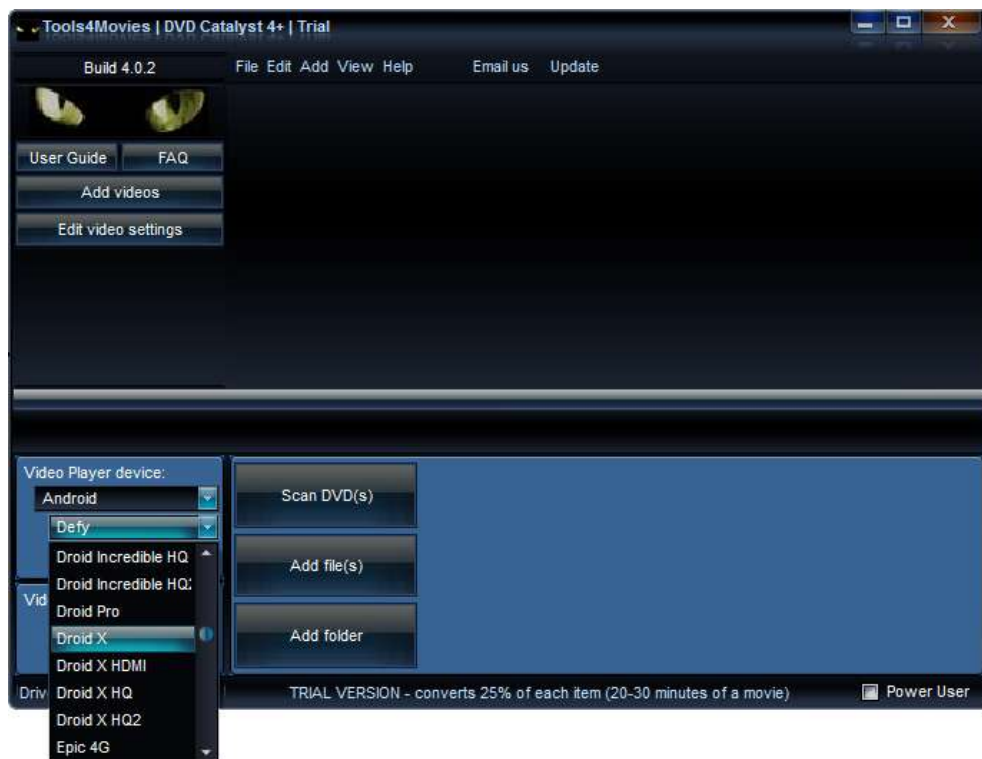 Tools4Movies | DVD Catalyst 4+ | Trial
Build 4.0.2
File Edit Add View Help Email us Update
User Guide FAQ
Add videos
Edit video settings
Video Player device:
Android
Defy
Droid Incredible HQ
Droid Incredible HQ2
Droid Pro
Droid X
Droid X HDMI
Droid X HQ
Droid X HQ2
Epic 4G
Vid
Driv
Scan DVD(s)
Add file(s)
Add folder
TRIAL VERSION - converts 25% of each item (20-30 minutes of a movie)
Power User